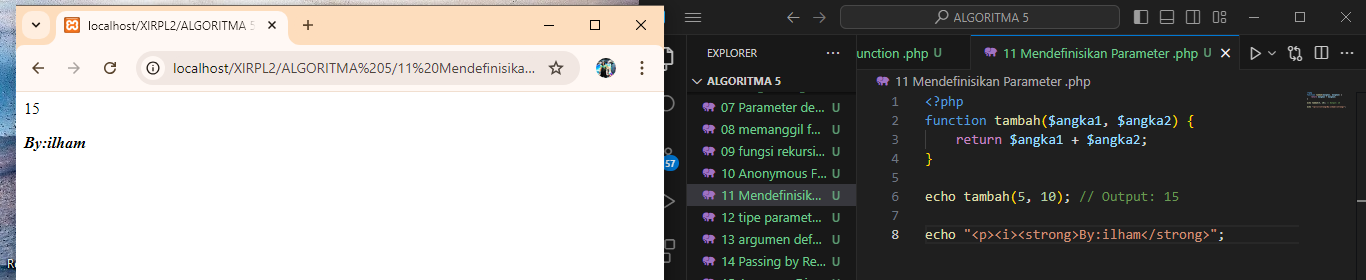 localhost/XIRPL2/ALGORITMA 5
localhost/XIRPL2/ALGORITMA%205/11%20Mendefinisika...
15
By:ilham
ALGORITMA 5
EXPLORER
ALGORITMA 5
07 Parameter de... U
08 memanggil f... U
09 fungsi rekursi... U
10 Anonymous F... U
11 Mendefinisik... U
12 tipe paramet... U
13 argumen def... U
14 Passing by Re... U
57
unction .php U
11 Mendefinisikan Parameter .php U
11 Mendefinisikan Parameter .php
1 <?php
2 function tambah($angka1, $angka2) {
3 return $angka1 + $angka2;
4 }
5
6 echo tambah(5, 10); // Output: 15
7
8 echo "<p><i><strong>By:ilham</strong>";